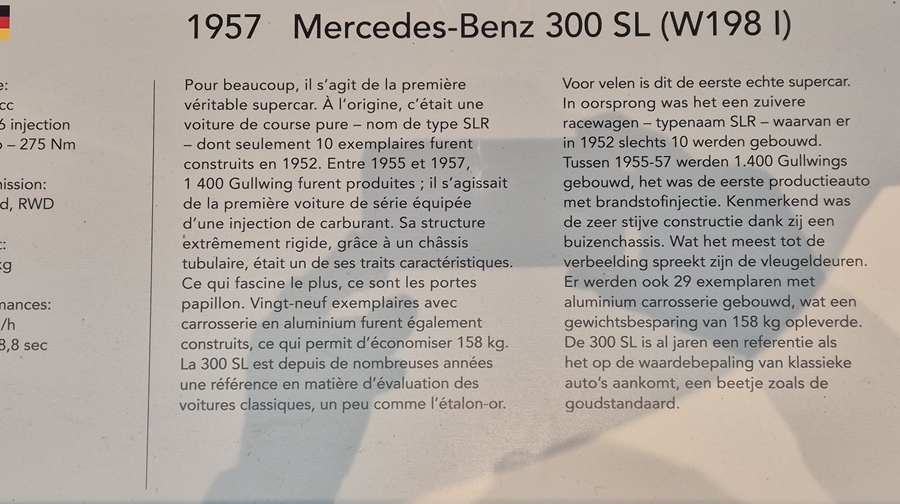 1957 Mercedes-Benz 300 SL (W198 I)
e:
cc
6 injection
– 275 Nm
ission:
d, RWD
t:
kg
mances:
/h
8,8 sec
Pour beaucoup, il s’agit de la première
véritable supercar. À l’origine, c’était une
voiture de course pure – nom de type SLR
– dont seulement 10 exemplaires furent
construits en 1952. Entre 1955 et 1957,
1 400 Gullwing furent produites ; il s’agissait
de la première voiture de série équipée
d’une injection de carburant. Sa structure
extrêmement rigide, grâce à un châssis
tubulaire, était un de ses traits caractéristiques.
Ce qui fascine le plus, ce sont les portes
papillon. Vingt-neuf exemplaires avec
carrosserie en aluminium furent également
construits, ce qui permit d’économiser 158 kg.
La 300 SL est depuis de nombreuses années
une référence en matière d’évaluation des
voitures classiques, un peu comme l’étalon-or.
Voor velen is dit de eerste echte supercar.
In oorsprong was het een zuivere
racewagen – typenaam SLR – waarvan er
in 1952 slechts 10 werden gebouwd.
Tussen 1955-57 werden 1.400 Gullwings
gebouwd, het was de eerste productieauto
met brandstofinjectie. Kenmerkend was
de zeer stijve constructie dank zij een
buizenchassis. Wat het meest tot de
verbeelding spreekt zijn de vleugeldeuren.
Er werden ook 29 exemplaren met
aluminium carrosserie gebouwd, wat een
gewichtsbesparing van 158 kg opleverde.
De 300 SL is al jaren een referentie als
het op de waardebepaling van klassieke
auto’s aankomt, een beetje zoals de
goudstandaard.